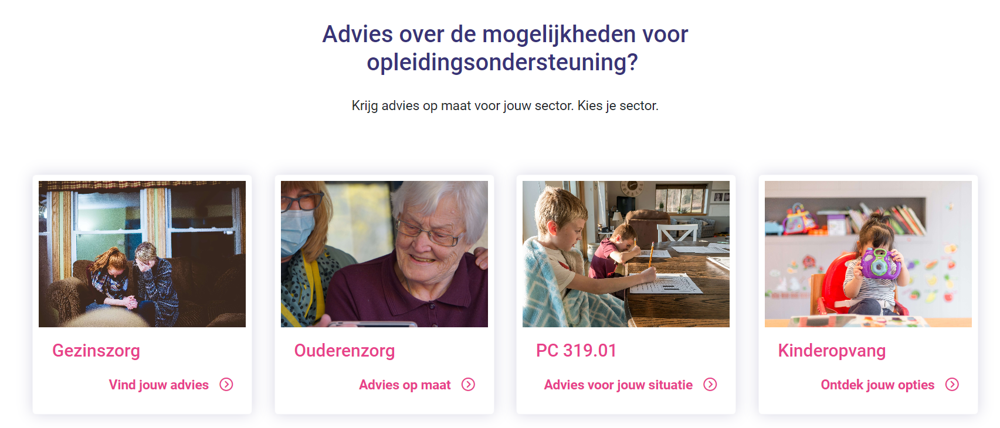 Advies over de mogelijkheden voor
opleidingsondersteuning?
Krijg advies op maat voor jouw sector. Kies je sector.
Gezinszorg
Vind jouw advies
Ouderenzorg
Advies op maat
PC 319.01
Advies voor jouw situatie
Kinderopvang
Ontdek jouw opties